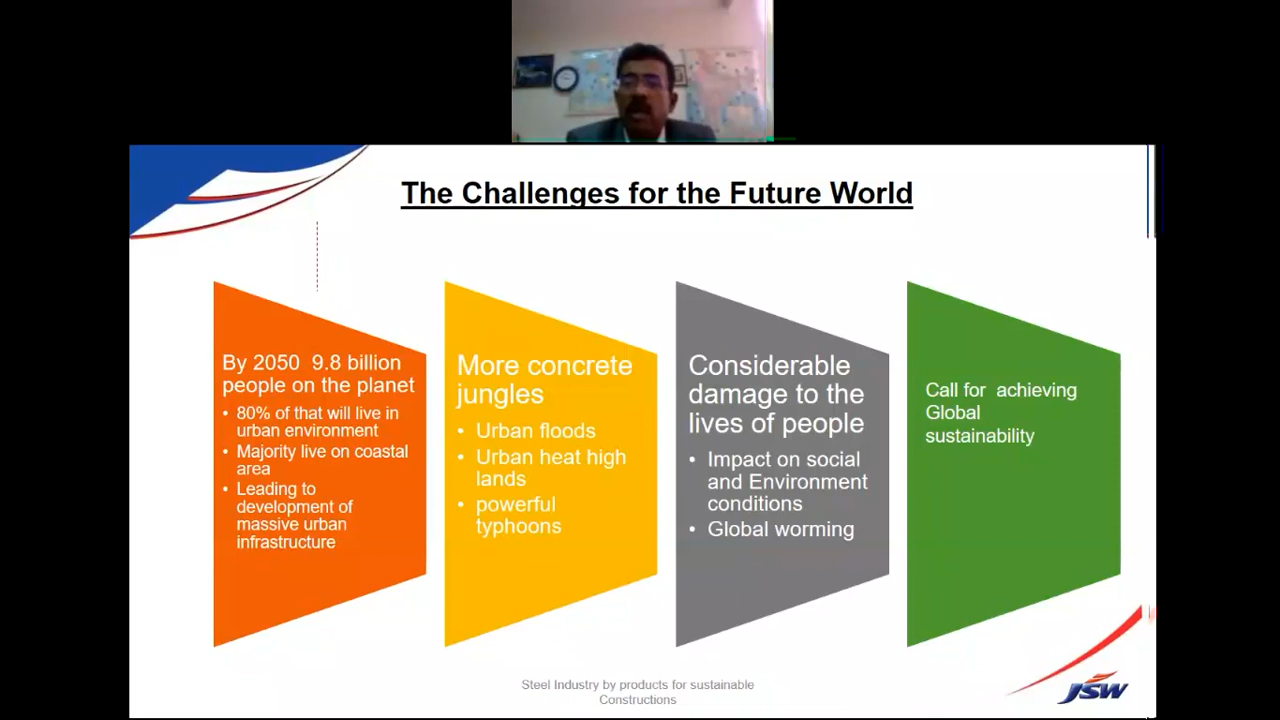 The Challenges for the Future World
By 2050 9.8 billion
people on the planet
• 80% of that will live in
urban environment
• Majority live on coastal
area
• Leading to
development of
massive urban
infrastructure
More concrete
jungles
• Urban floods
• Urban heat high
lands
• powerful
typhoons
Considerable
damage to the
lives of people
• Impact on social
and Environment
conditions
• Global worming
Call for achieving
Global
sustainability
Steel Industry by products for sustainable
Constructions
JSW